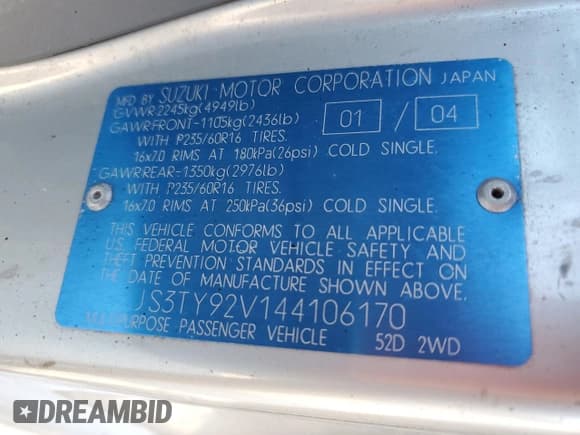 MFD BY SUZUKI MOTOR CORPORATION JAPAN
GVWR:2245kg(4949lb)
GAWR:FRONT-1105kg(2436lb) 01 / 04
WITH P235/60R16 TIRES.
16x7.0 RIMS AT 180kPa(26psi) COLD SINGLE.
GAWR:REAR-1350kg(2976lb)
WITH P235/60R16 TIRES.
16x7.0 RIMS AT 250kPa(36psi) COLD SINGLE.
THIS VEHICLE CONFORMS TO ALL APPLICABLE
U.S. FEDERAL MOTOR VEHICLE SAFETY AND
THEFT PREVENTION STANDARDS IN EFFECT ON
THE DATE OF MANUFACTURE SHOWN ABOVE.
JS3TY92V144106170
MULTIPURPOSE PASSENGER VEHICLE 52D 2WD
DREAMBID